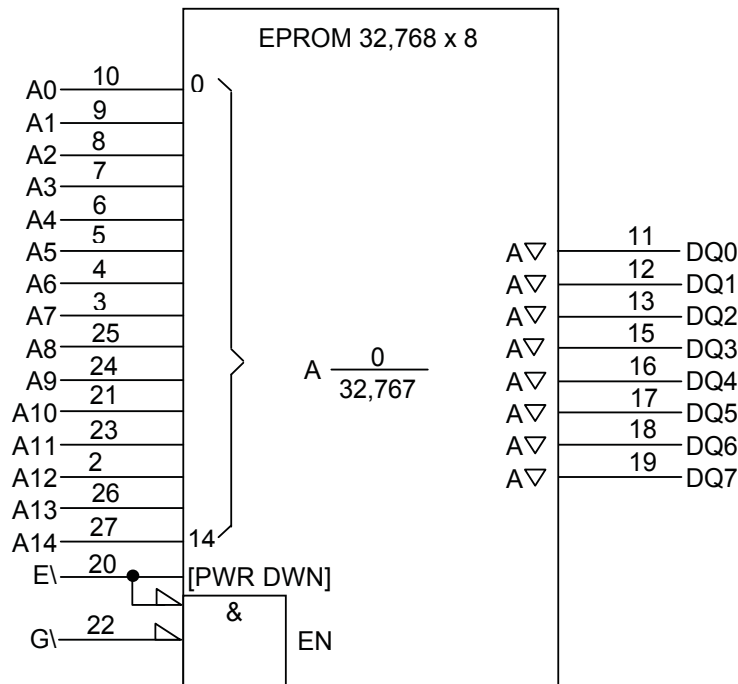 EPROM 32,768 x 8
A0 10 0
A1 9
A2 8
A3 7
A4 6
A5 5
A6 4
A7 3
A8 25
A9 24
A10 21
A11 23
A12 2
A13 26
A14 27 14
E\ 20 [PWR DWN]
&
G\ 22 EN
A 0
32,767
A▽ 11 DQ0
A▽ 12 DQ1
A▽ 13 DQ2
A▽ 15 DQ3
A▽ 16 DQ4
A▽ 17 DQ5
A▽ 18 DQ6
A▽ 19 DQ7